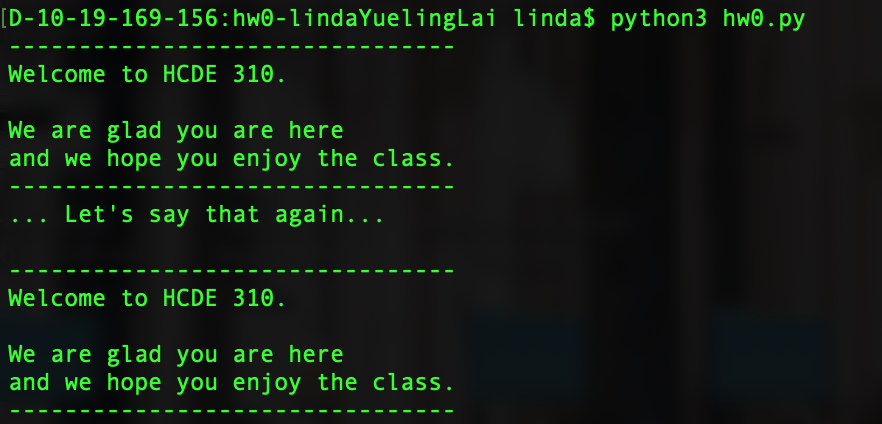 [D-10-19-169-156:hw0-lindaYuelingLai linda$ python3 hw0.py
--------------------------------
Welcome to HCDE 310.
We are glad you are here
and we hope you enjoy the class.
--------------------------------
... Let's say that again...
--------------------------------
Welcome to HCDE 310.
We are glad you are here
and we hope you enjoy the class.
--------------------------------